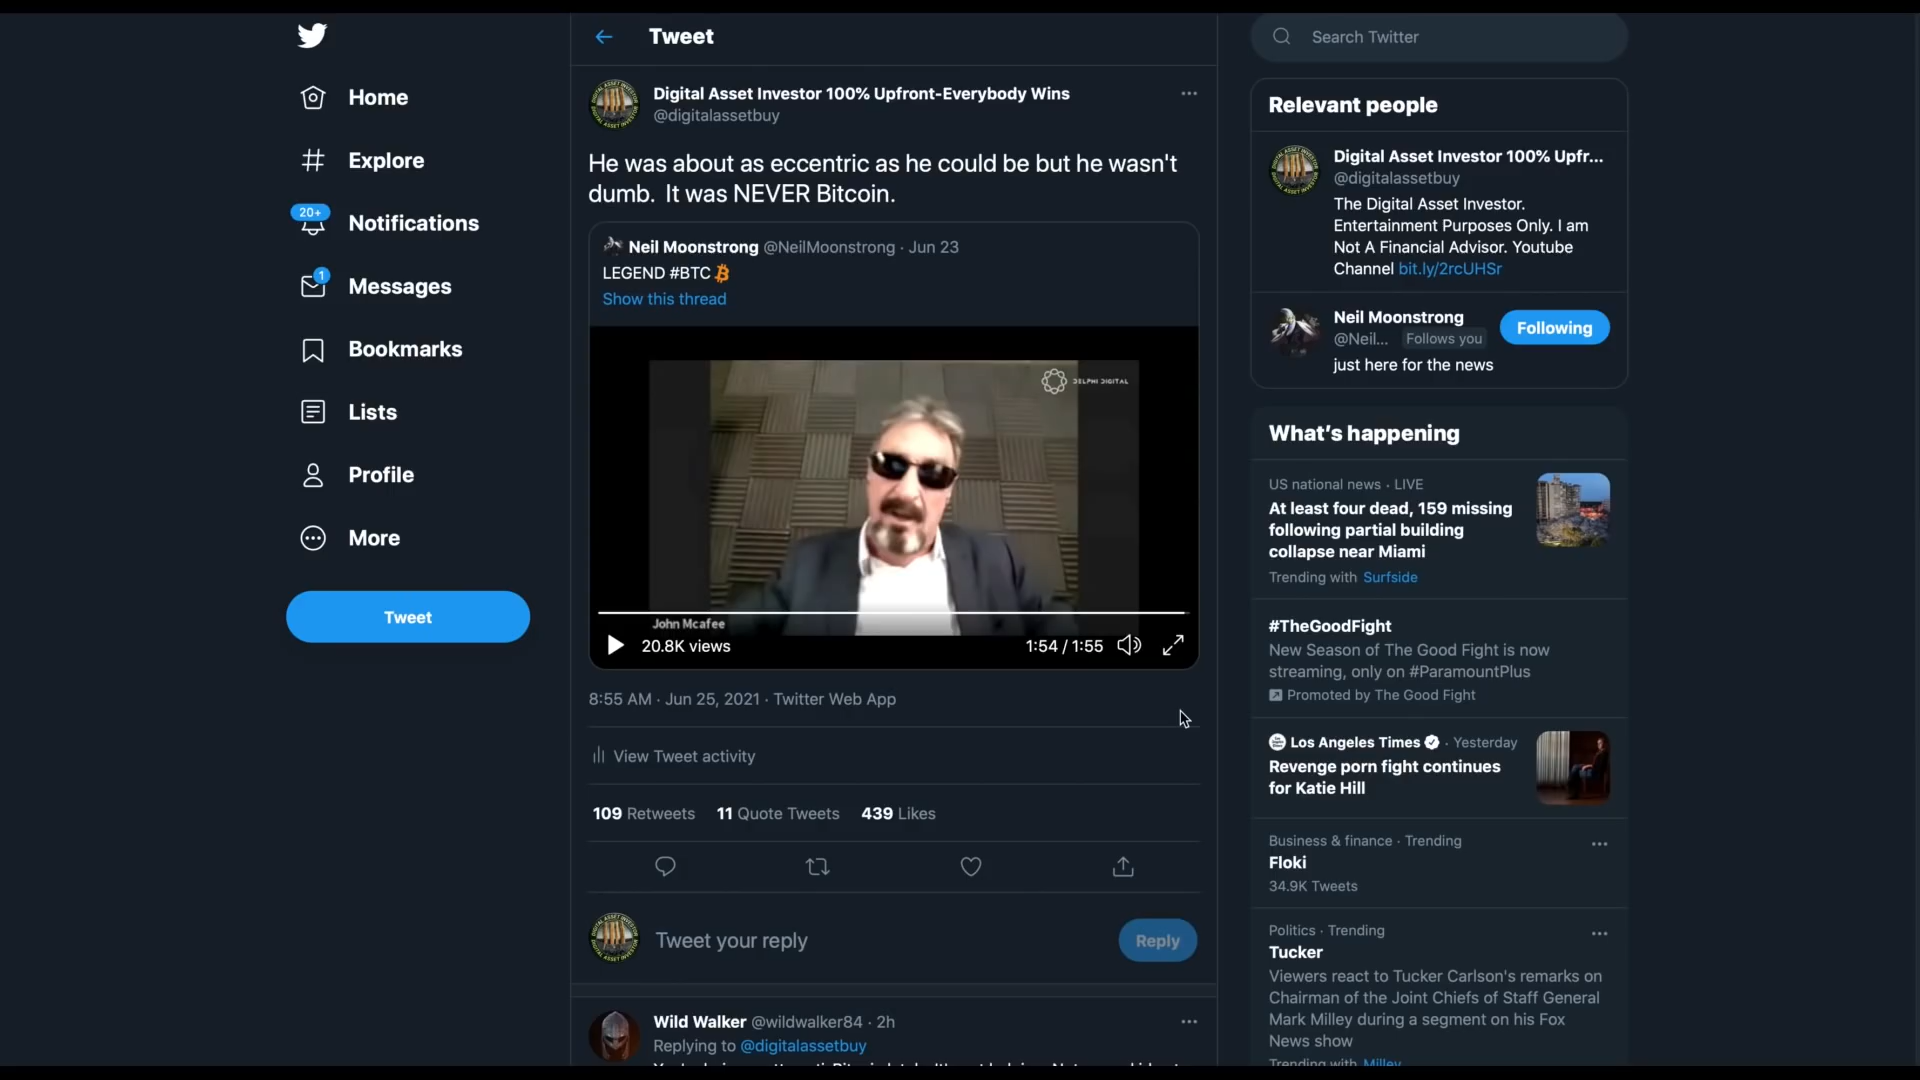 Home
Explore
20+
Notifications
1
Messages
Bookmarks
Lists
Profile
More
Tweet
Tweet
Digital Asset Investor 100% Upfront-Everybody Wins
@digitalassetbuy
He was about as eccentric as he could be but he wasn't
dumb. It was NEVER Bitcoin.
Neil Moonstrong @NeilMoonstrong · Jun 23
LEGEND #BTC
Show this thread
DELPHI DIGITAL
John Mcafee
20.8K views
1:54 / 1:55
8:55 AM · Jun 25, 2021 · Twitter Web App
View Tweet activity
109 Retweets 11 Quote Tweets 439 Likes
Tweet your reply
Reply
Wild Walker @wildwalker84 · 2h
Replying to @digitalassetbuy
Search Twitter
Relevant people
Digital Asset Investor 100% Upfr...
@digitalassetbuy
The Digital Asset Investor.
Entertainment Purposes Only. I am
Not A Financial Advisor. Youtube
Channel bit.ly/2rcUHSr
Neil Moonstrong
@Neil... Follows you
Following
just here for the news
What's happening
US national news · LIVE
At least four dead, 159 missing
following partial building
collapse near Miami
Trending with Surfside
#TheGoodFight
New Season of The Good Fight is now
streaming, only on #ParamountPlus
Promoted by The Good Fight
Los Angeles Times · Yesterday
Revenge porn fight continues
for Katie Hill
Business & finance · Trending
Floki
34.9K Tweets
Politics · Trending
Tucker
Viewers react to Tucker Carlson's remarks on
Chairman of the Joint Chiefs of Staff General
Mark Milley during a segment on his Fox
News show
Trending with Milley